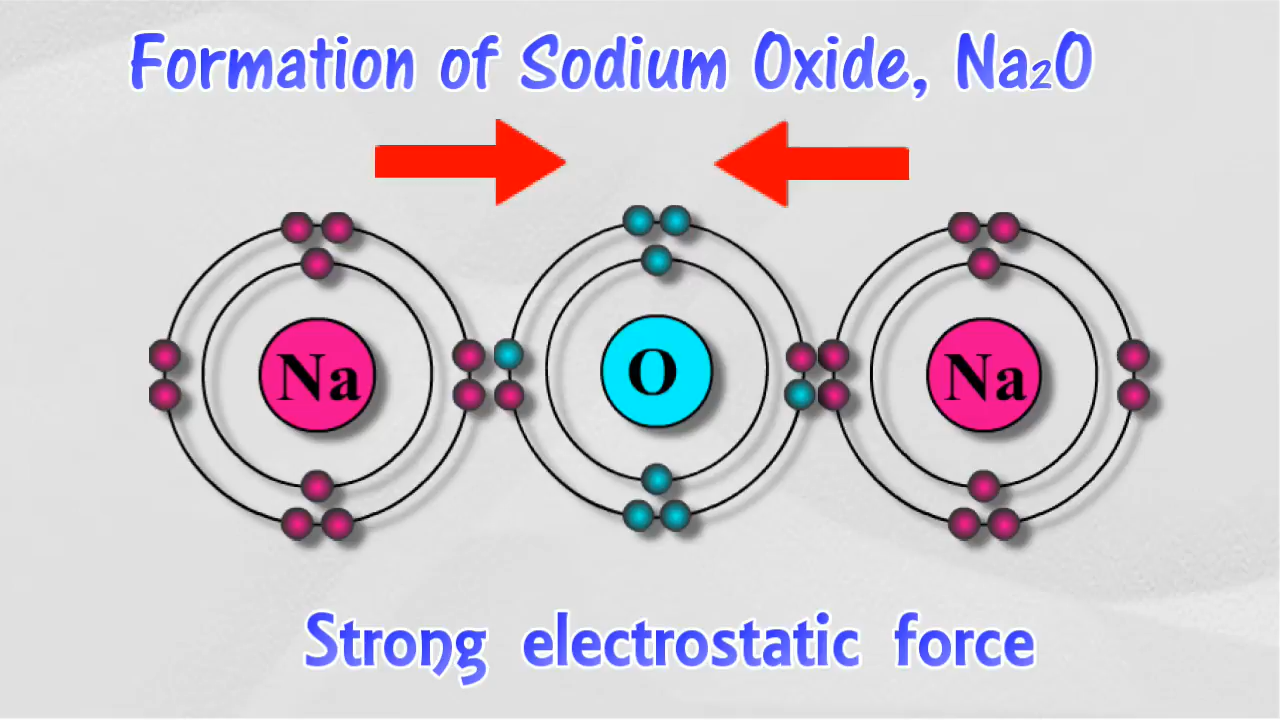 Formation of Sodium Oxide, Na₂O
Na O Na
Strong electrostatic force